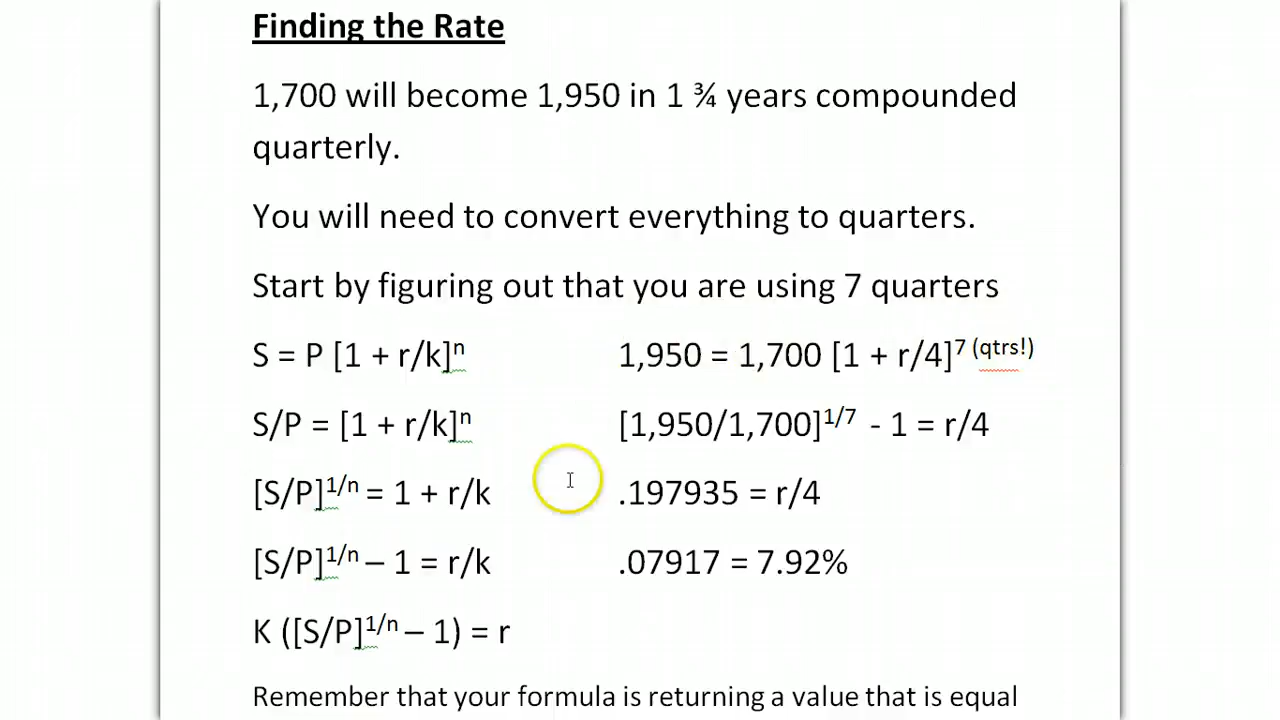 Finding the Rate
1,700 will become 1,950 in 1 ¾ years compounded
quarterly.
You will need to convert everything to quarters.
Start by figuring out that you are using 7 quarters
S = P [1 + r/k]ⁿ 1,950 = 1,700 [1 + r/4]⁷ (qtrs!)
S/P = [1 + r/k]ⁿ [1,950/1,700]^1/7 - 1 = r/4
[S/P]^1/n = 1 + r/k .197935 = r/4
[S/P]^1/n – 1 = r/k .07917 = 7.92%
K ([S/P]^1/n – 1) = r
Remember that your formula is returning a value that is equal